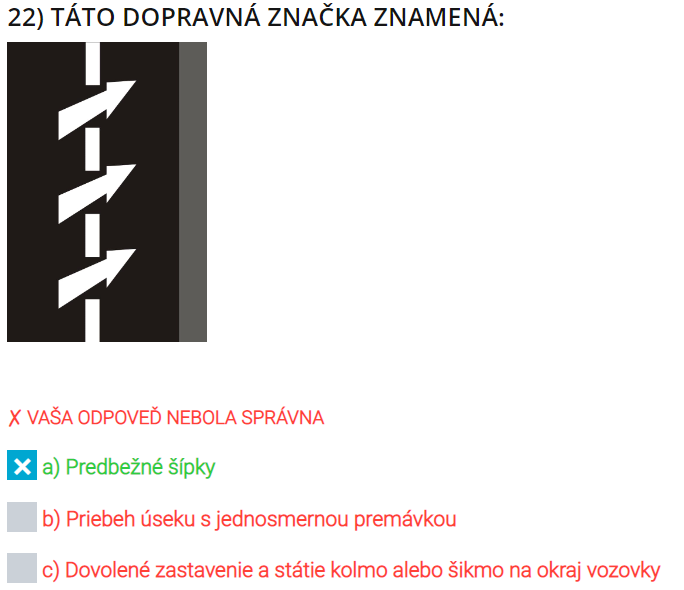 22) TÁTO DOPRAVNÁ ZNAČKA ZNAMENÁ:
✗ VAŠA ODPOVEĎ NEBOLA SPRÁVNA
a) Predbežné šípky
b) Priebeh úseku s jednosmernou premávkou
c) Dovolené zastavenie a státie kolmo alebo šikmo na okraj vozovky